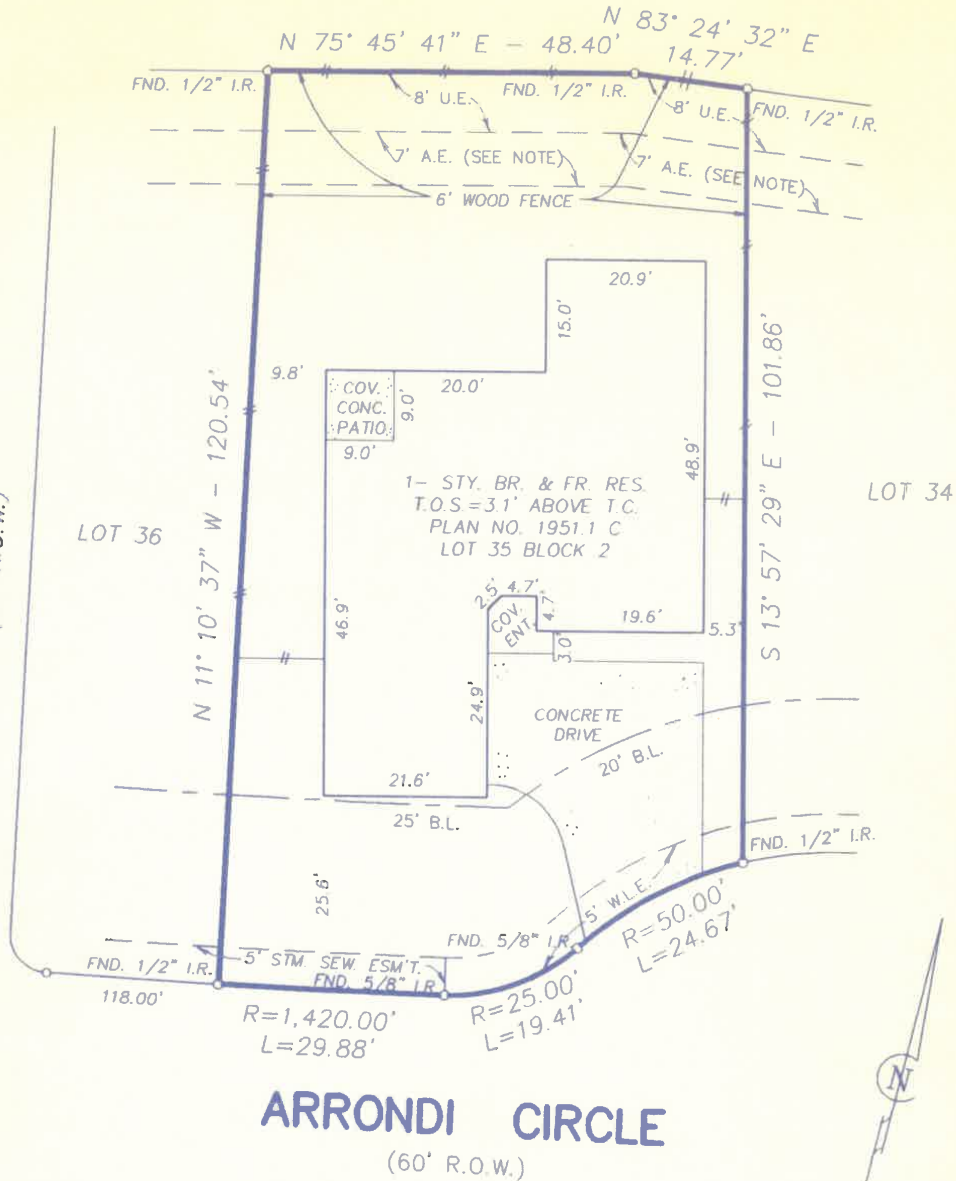 N 83° 24' 32" E
14.77'
N 75° 45' 41" E - 48.40'
FND. 1/2" I.R.
8' U.E.
FND. 1/2" I.R.
8' U.E.
FND. 1/2" I.R.
7' A.E. (SEE NOTE)
7' A.E. (SEE NOTE)
6' WOOD FENCE
20.9'
15.0'
9.8'
COV.
CONC.
PATIO
9.0'
20.0'
9.0'
48.9'
N 11° 10' 37" W - 120.54'
S 13° 57' 29" E - 101.86'
1- STY. BR. & FR. RES.
T.O.S.=3.1' ABOVE T.C.
PLAN NO. 1951.1 C
LOT 35 BLOCK 2
LOT 36
LOT 34
2.5'
4.7'
4.7'
COV.
ENT.
19.6'
5.3'
3.0'
46.9'
24.9'
CONCRETE
DRIVE
20' B.L.
21.6'
25' B.L.
FND. 1/2" I.R.
25.6'
5' W.L.E.
R=50.00'
L=24.67'
FND. 5/8" I.R.
5' STM. SEW. ESM'T.
FND. 1/2" I.R.
FND. 5/8" I.R.
118.00'
R=25.00'
L=19.41'
R=1,420.00'
L=29.88'
ARRONDI CIRCLE
(60' R.O.W.)
N